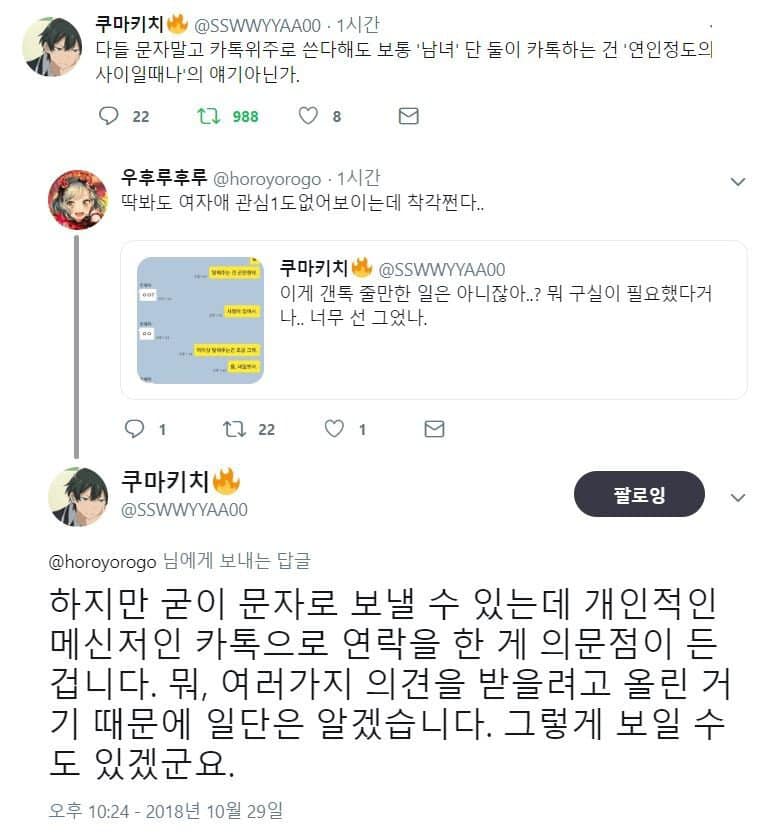 쿠마키치🔥 @SSWWYYAA00 · 1시간
다들 문자말고 카톡위주로 쓴다해도 보통 '남녀' 단 둘이 카톡하는 건 '연인정도의
사이일때나'의 얘기아닌가.
22 988 8
우후루후루 @horoyorogo · 1시간
딱봐도 여자애 관심1도없어보이는데 착각쩐다..
쿠마키치🔥 @SSWWYYAA00
이게 갠톡 줄만한 일은 아니잖아..? 뭐 구실이 필요했다거
나.. 너무 선 그었나.
1 22 1
쿠마키치🔥
@SSWWYYAA00
팔로잉
@horoyorogo 님에게 보내는 답글
하지만 굳이 문자로 보낼 수 있는데 개인적인
메신저인 카톡으로 연락을 한 게 의문점이 든
겁니다. 뭐, 여러가지 의견을 받을려고 올린 거
기 때문에 일단은 알겠습니다. 그렇게 보일 수
도 있겠군요.
오후 10:24 - 2018년 10월 29일